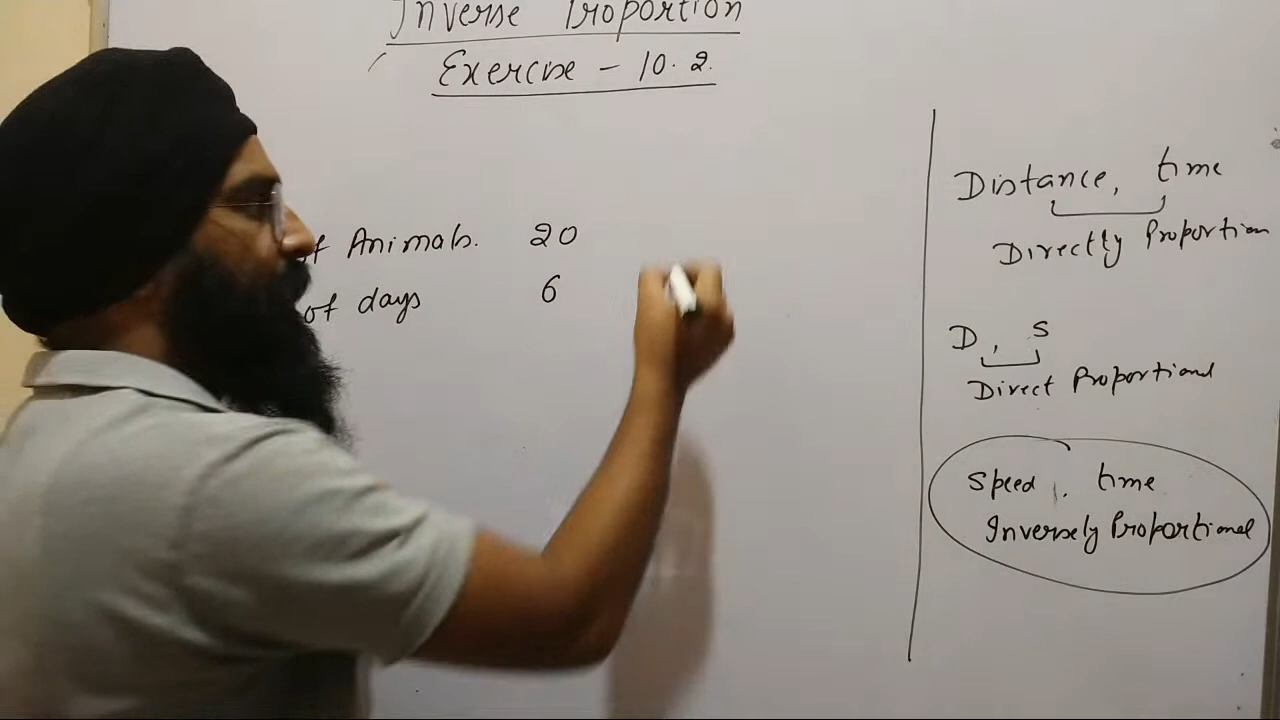 Inverse Proportion
Exercise - 10.2.
of Animals. 20
of days 6
Distance, time
Directly Proportion
D, S
Direct Proportional
Speed, time
Inversely Proportional